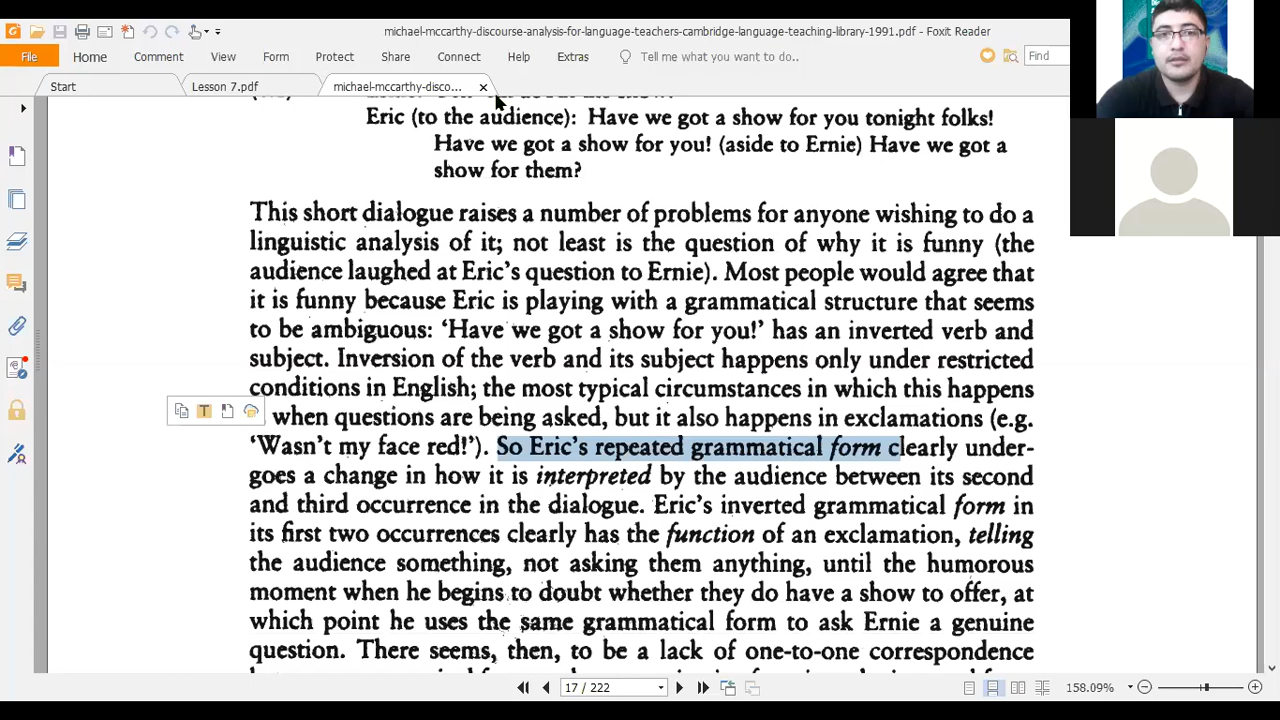 michael-mccarthy-discourse-analysis-for-language-teachers-cambridge-language-teaching-library-1991.pdf - Foxit Reader
File Home Comment View Form Protect Share Connect Help Extras Tell me what you want to do.. Find
Start Lesson 7.pdf michael-mccarthy-disco...
Eric (to the audience): Have we got a show for you tonight folks!
Have we got a show for you! (aside to Ernie) Have we got a
show for them?
This short dialogue raises a number of problems for anyone wishing to do a
linguistic analysis of it; not least is the question of why it is funny (the
audience laughed at Eric's question to Ernie). Most people would agree that
it is funny because Eric is playing with a grammatical structure that seems
to be ambiguous: 'Have we got a show for you!' has an inverted verb and
subject. Inversion of the verb and its subject happens only under restricted
conditions in English; the most typical circumstances in which this happens
when questions are being asked, but it also happens in exclamations (e.g.
'Wasn't my face red!'). So Eric's repeated grammatical form clearly under-
goes a change in how it is interpreted by the audience between its second
and third occurrence in the dialogue. Eric's inverted grammatical form in
its first two occurrences clearly has the function of an exclamation, telling
the audience something, not asking them anything, until the humorous
moment when he begins to doubt whether they do have a show to offer, at
which point he uses the same grammatical form to ask Ernie a genuine
question. There seems, then, to be a lack of one-to-one correspondence
17 / 222 158.09%